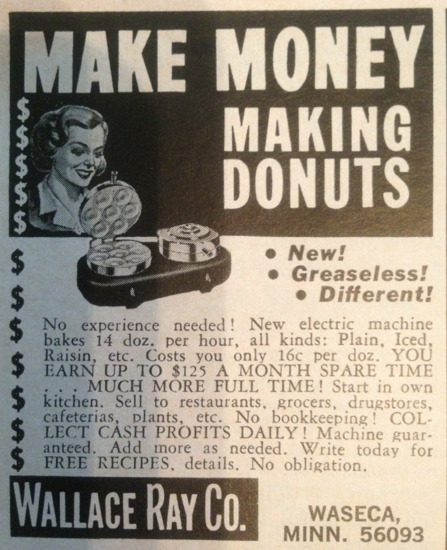 MAKE MONEY
MAKING
DONUTS
$
$
$
$
$
$
$
$
$
$
$
$
• New!
• Greaseless!
• Different!
No experience needed! New electric machine
bakes 14 doz. per hour, all kinds: Plain, Iced,
Raisin, etc. Costs you only 16c per doz. YOU
EARN UP TO $125 A MONTH SPARE TIME
. . . MUCH MORE FULL TIME! Start in own
kitchen. Sell to restaurants, grocers, drugstores,
cafeterias, plants, etc. No bookkeeping! COL-
LECT CASH PROFITS DAILY! Machine guar-
anteed. Add more as needed. Write today for
FREE RECIPES, details. No obligation.
WALLACE RAY CO.
WASECA,
MINN. 56093